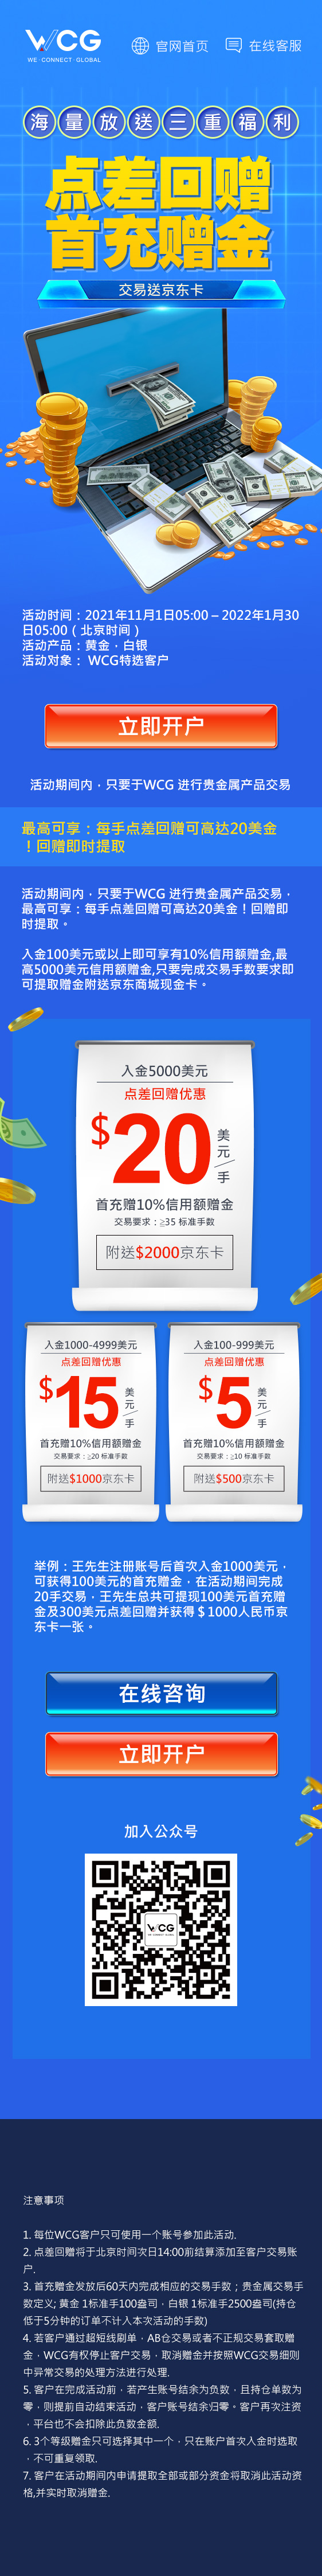 WCG
WE · CONNECT · GLOBAL
官网首页
在线客服
海量放送三重福利
点差回赠
首充赠金
交易送京东卡
活动时间：2021年11月1日05:00 – 2022年1月30
日05:00（北京时间）
活动产品：黄金，白银
活动对象： WCG特选客户
立即开户
活动期间内，只要于WCG 进行贵金属产品交易
最高可享：每手点差回赠可高达20美金
！回赠即时提取
活动期间内，只要于WCG 进行贵金属产品交易，
最高可享：每手点差回赠可高达20美金！回赠即
时提取。
入金100美元或以上即可享有10%信用额赠金,最
高5000美元信用额赠金,只要完成交易手数要求即
可提取赠金附送京东商城现金卡。
入金5000美元
点差回赠优惠
$20美元/手
首充赠10%信用额赠金
交易要求：≥35 标准手数
附送$2000京东卡
入金1000-4999美元
点差回赠优惠
$15美元/手
首充赠10%信用额赠金
交易要求：≥20 标准手数
附送$1000京东卡
入金100-999美元
点差回赠优惠
$5美元/手
首充赠10%信用额赠金
交易要求：≥10 标准手数
附送$500京东卡
举例：王先生注册账号后首次入金1000美元，
可获得100美元的首充赠金，在活动期间完成
20手交易，王先生总共可提现100美元首充赠
金及300美元点差回赠并获得＄1000人民币京
东卡一张。
在线咨询
立即开户
加入公众号
WCG
WE · CONNECT · GLOBAL
注意事项
1. 每位WCG客户只可使用一个账号参加此活动.
2. 点差回赠将于北京时间次日14:00前结算添加至客户交易账
户.
3. 首充赠金发放后60天内完成相应的交易手数；贵金属交易手
数定义; 黄金 1标准手100盎司，白银 1标准手2500盎司(持仓
低于5分钟的订单不计入本次活动的手数)
4. 若客户通过超短线刷单，AB仓交易或者不正规交易套取赠
金，WCG有权停止客户交易，取消赠金并按照WCG交易细则
中异常交易的处理方法进行处理.
5. 客户在完成活动前，若产生账号结余为负数，且持仓单数为
零，则提前自动结束活动，客户账号结余归零。客户再次注资
，平台也不会扣除此负数金额.
6. 3个等级赠金只可选择其中一个，只在账户首次入金时选取
，不可重复领取.
7. 客户在活动期间内申请提取全部或部分资金将取消此活动资
格,并实时取消赠金.